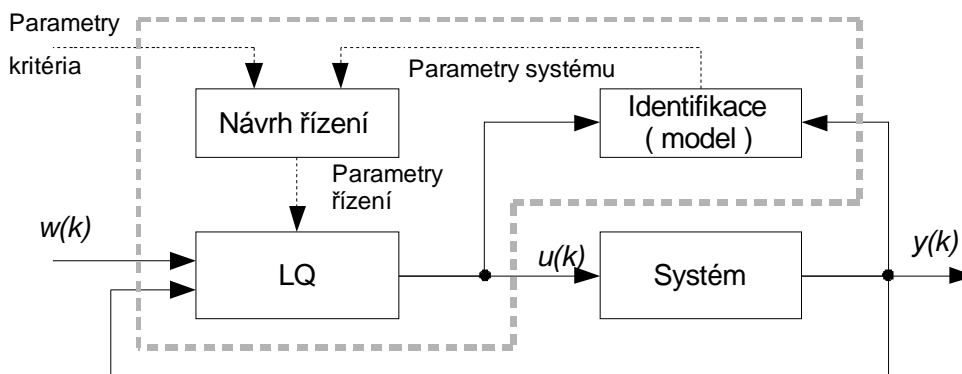 Parametry
kritéria
Parametry systému
Návrh řízení
Identifikace
( model )
Parametry
řízení
w(k)
LQ
u(k)
Systém
y(k)